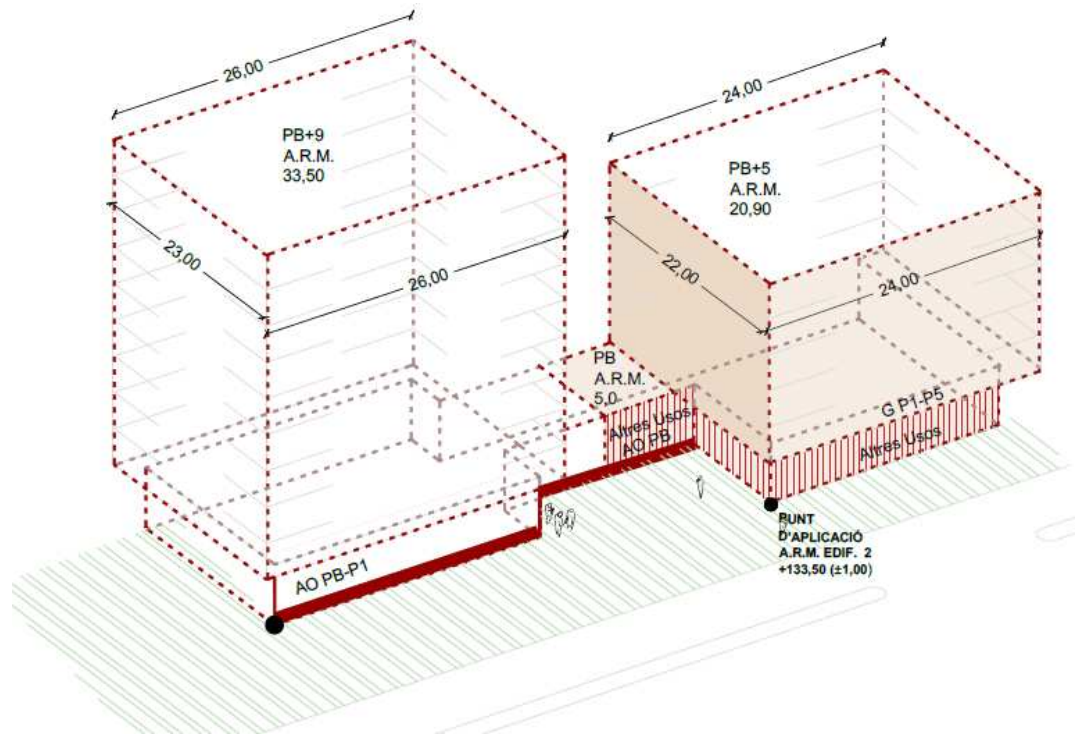 26,00
24,00
PB+9
A.R.M.
33,50
PB+5
A.R.M.
20,90
23,00
26,00
22,00
24,00
PB
A.R.M.
5,0
Altres Usos
AO PB
G P1-P5
Altres Usos
PUNT
D'APLICACIÓ
A.R.M. EDIF. 2
+133,50 (±1,00)
AO PB-P1